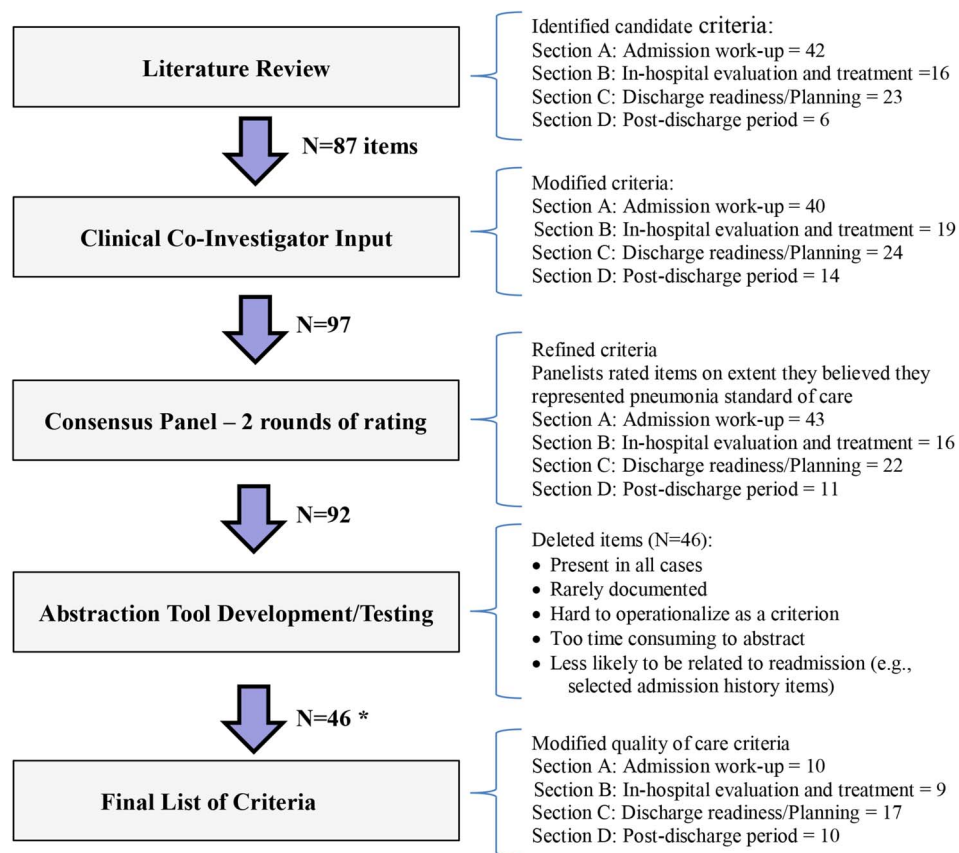 Literature Review
Identified candidate criteria:
Section A: Admission work-up = 42
Section B: In-hospital evaluation and treatment =16
Section C: Discharge readiness/Planning = 23
Section D: Post-discharge period = 6
N=87 items
Clinical Co-Investigator Input
Modified criteria:
Section A: Admission work-up = 40
Section B: In-hospital evaluation and treatment = 19
Section C: Discharge readiness/Planning = 24
Section D: Post-discharge period = 14
N=97
Consensus Panel – 2 rounds of rating
Refined criteria
Panelists rated items on extent they believed they
represented pneumonia standard of care
Section A: Admission work-up = 43
Section B: In-hospital evaluation and treatment = 16
Section C: Discharge readiness/Planning = 22
Section D: Post-discharge period = 11
N=92
Abstraction Tool Development/Testing
Deleted items (N=46):
• Present in all cases
• Rarely documented
• Hard to operationalize as a criterion
• Too time consuming to abstract
• Less likely to be related to readmission (e.g.,
selected admission history items)
N=46 *
Final List of Criteria
Modified quality of care criteria
Section A: Admission work-up = 10
Section B: In-hospital evaluation and treatment = 9
Section C: Discharge readiness/Planning = 17
Section D: Post-discharge period = 10